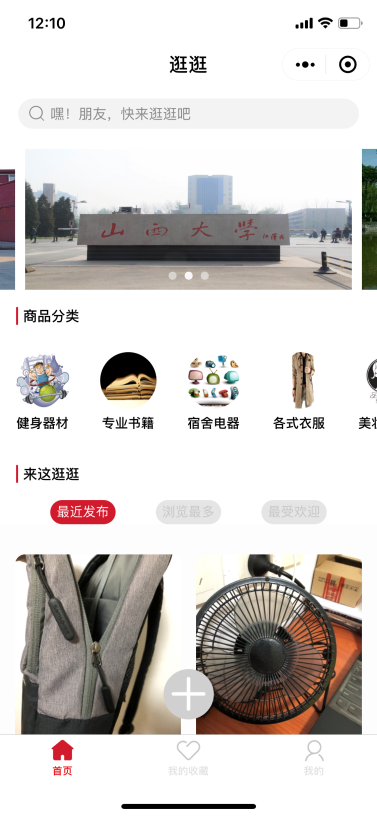 12:10
逛逛
嘿！朋友，快来逛逛吧
山西大學
商品分类
健身器材
专业书籍
宿舍电器
各式衣服
美妆
来这逛逛
最近发布
浏览最多
最受欢迎
首页
我的收藏
我的